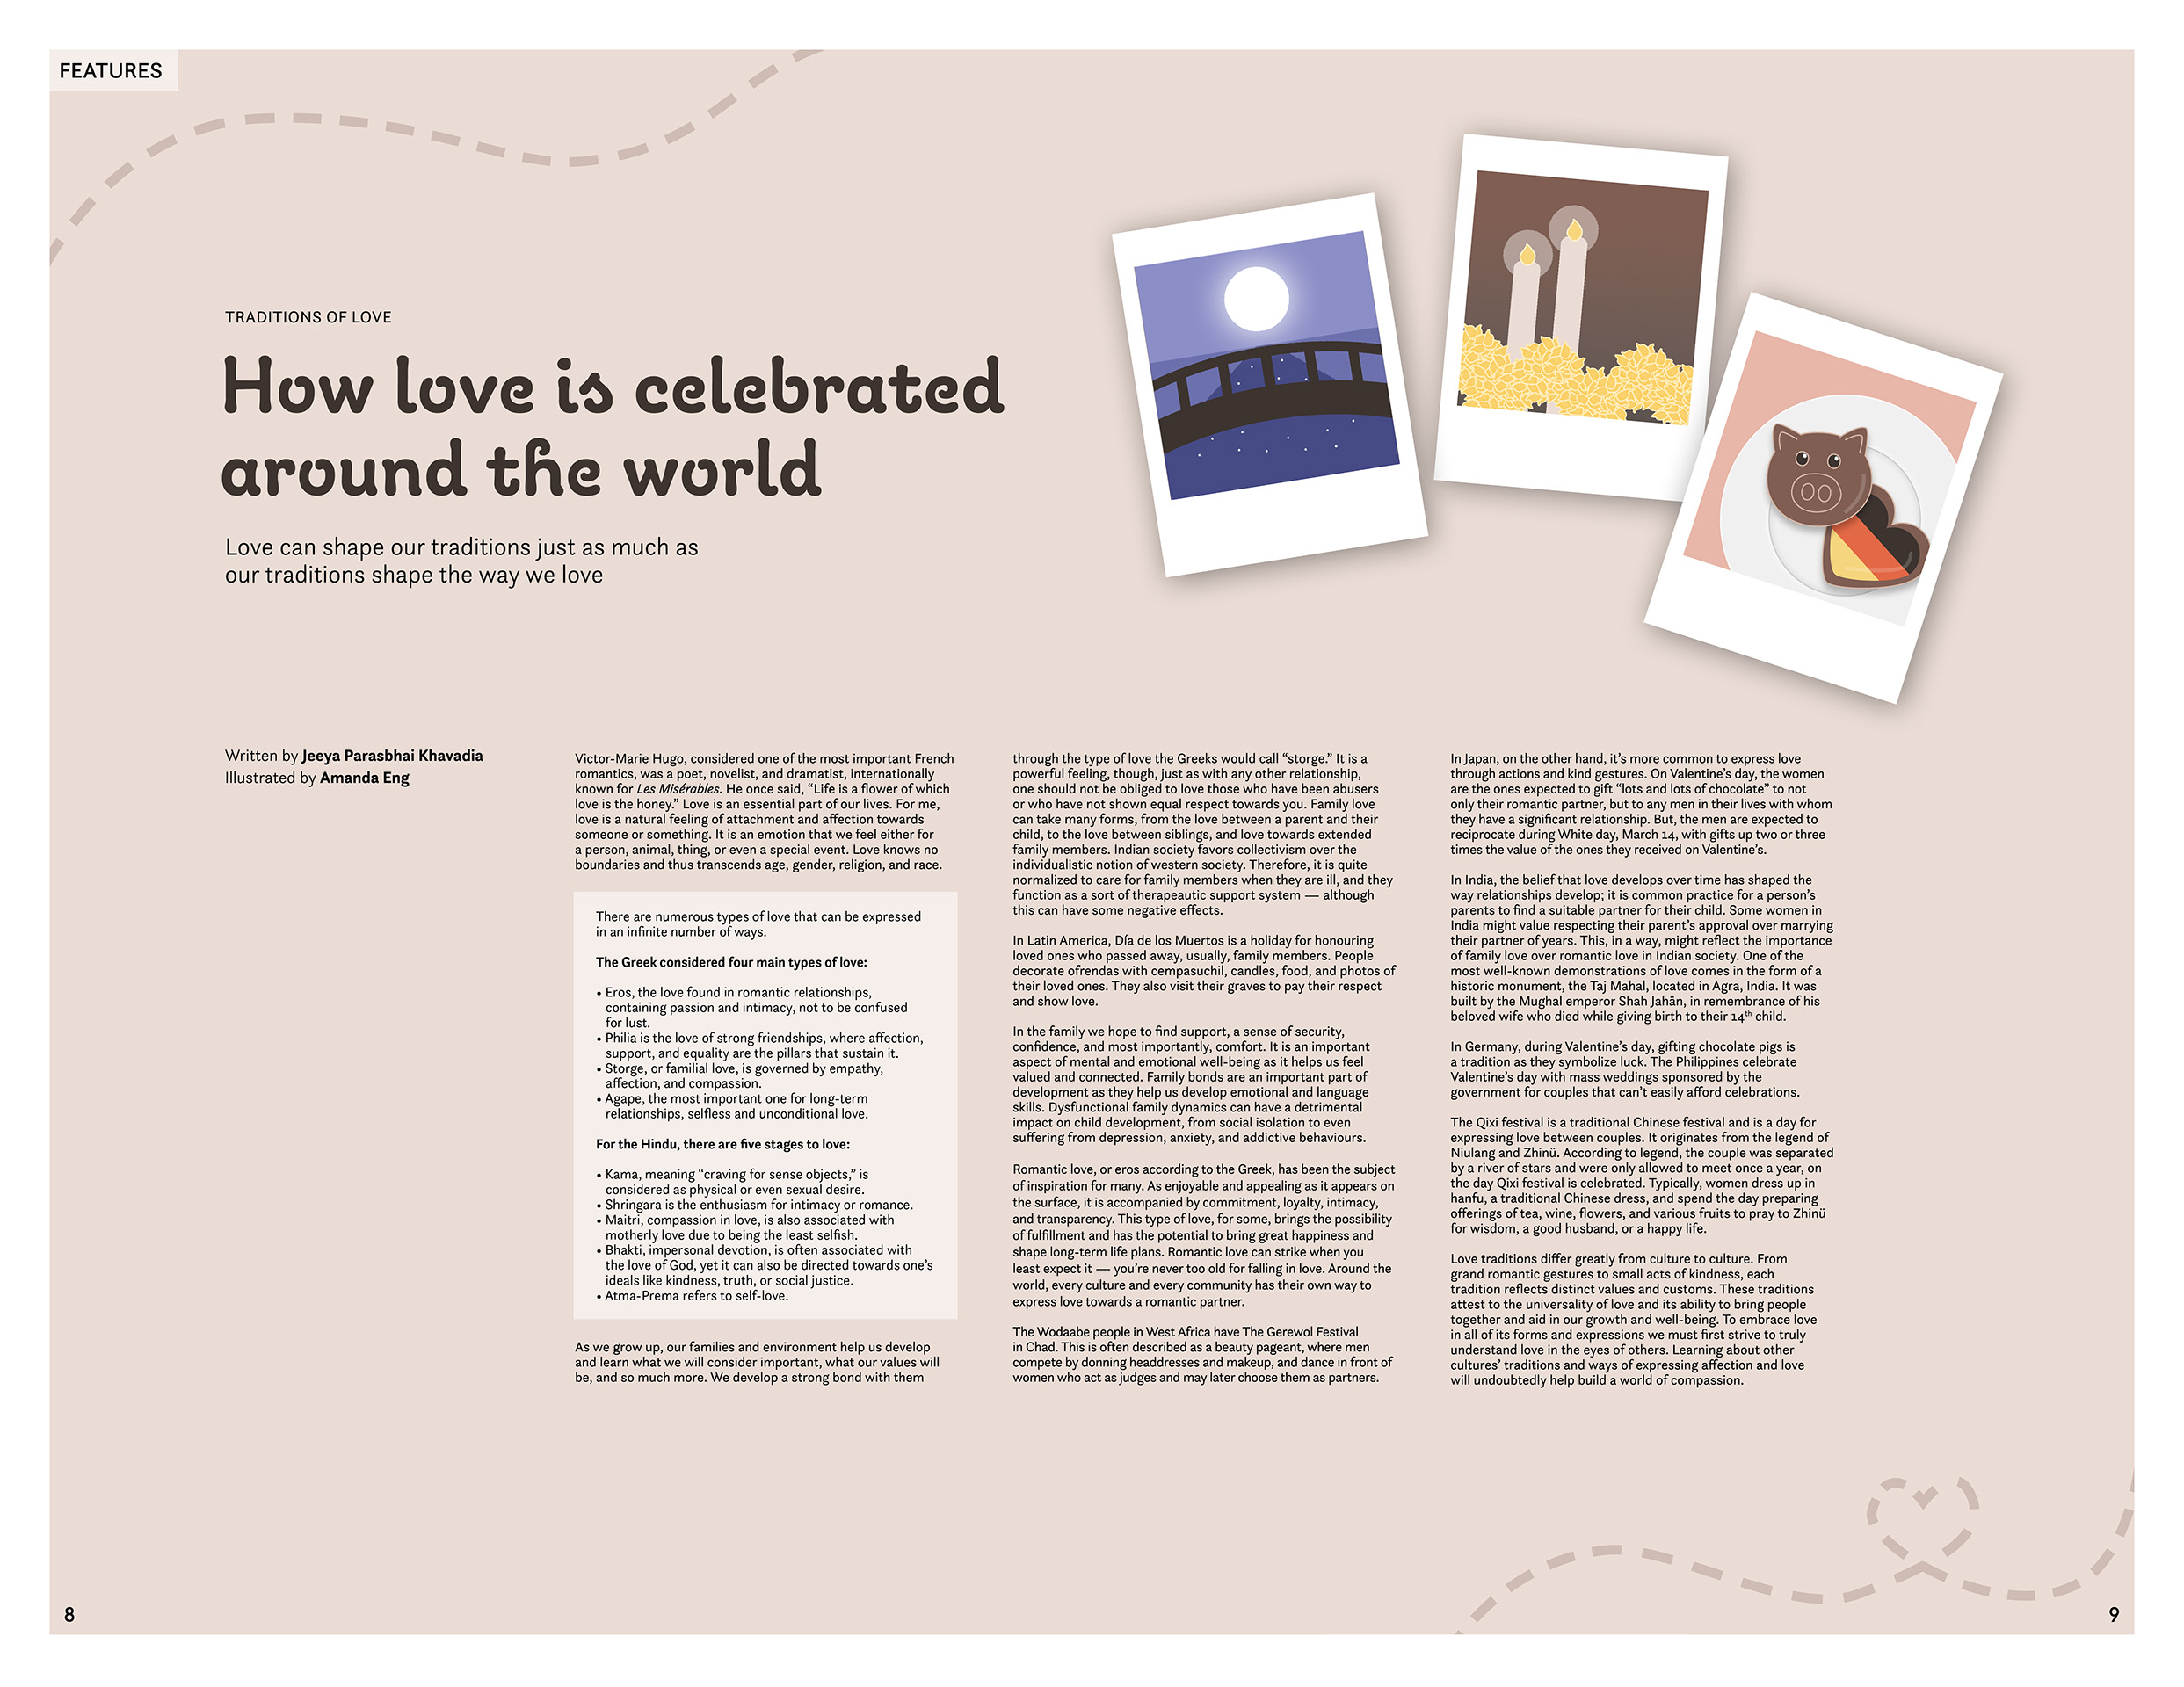 FEATURES
TRADITIONS OF LOVE
How love is celebrated
around the world
Love can shape our traditions just as much as
our traditions shape the way we love
Written by Jeeya Parasbhai Khavadia
Illustrated by Amanda Eng
Victor-Marie Hugo, considered one of the most important French
romantics, was a poet, novelist, and dramatist, internationally
known for Les Misérables. He once said, “Life is a flower of which
love is the honey.” Love is an essential part of our lives. For me,
love is a natural feeling of attachment and affection towards
someone or something. It is an emotion that we feel either for
a person, animal, thing, or even a special event. Love knows no
boundaries and thus transcends age, gender, religion, and race.
There are numerous types of love that can be expressed
in an infinite number of ways.
The Greek considered four main types of love:
• Eros, the love found in romantic relationships,
containing passion and intimacy, not to be confused
for lust.
• Philia is the love of strong friendships, where affection,
support, and equality are the pillars that sustain it.
• Storge, or familial love, is governed by empathy,
affection, and compassion.
• Agape, the most important one for long-term
relationships, selfless and unconditional love.
For the Hindu, there are five stages to love:
• Kama, meaning “craving for sense objects,” is
considered as physical or even sexual desire.
• Shringara is the enthusiasm for intimacy or romance.
• Maitri, compassion in love, is also associated with
motherly love due to being the least selfish.
• Bhakti, impersonal devotion, is often associated with
the love of God, yet it can also be directed towards one’s
ideals like kindness, truth, or social justice.
• Atma-Prema refers to self-love.
As we grow up, our families and environment help us develop
and learn what we will consider important, what our values will
be, and so much more. We develop a strong bond with them
through the type of love the Greeks would call “storge.” It is a
powerful feeling, though, just as with any other relationship,
one should not be obliged to love those who have been abusers
or who have not shown equal respect towards you. Family love
can take many forms, from the love between a parent and their
child, to the love between siblings, and love towards extended
family members. Indian society favors collectivism over the
individualistic notion of western society. Therefore, it is quite
normalized to care for family members when they are ill, and they
function as a sort of therapeautic support system — although
this can have some negative effects.
In Latin America, Día de los Muertos is a holiday for honouring
loved ones who passed away, usually, family members. People
decorate ofrendas with cempasuchil, candles, food, and photos of
their loved ones. They also visit their graves to pay their respect
and show love.
In the family we hope to find support, a sense of security,
confidence, and most importantly, comfort. It is an important
aspect of mental and emotional well-being as it helps us feel
valued and connected. Family bonds are an important part of
development as they help us develop emotional and language
skills. Dysfunctional family dynamics can have a detrimental
impact on child development, from social isolation to even
suffering from depression, anxiety, and addictive behaviours.
Romantic love, or eros according to the Greek, has been the subject
of inspiration for many. As enjoyable and appealing as it appears on
the surface, it is accompanied by commitment, loyalty, intimacy,
and transparency. This type of love, for some, brings the possibility
of fulfillment and has the potential to bring great happiness and
shape long-term life plans. Romantic love can strike when you
least expect it — you’re never too old for falling in love. Around the
world, every culture and every community has their own way to
express love towards a romantic partner.
The Wodaabe people in West Africa have The Gerewol Festival
in Chad. This is often described as a beauty pageant, where men
compete by donning headdresses and makeup, and dance in front of
women who act as judges and may later choose them as partners.
In Japan, on the other hand, it’s more common to express love
through actions and kind gestures. On Valentine’s day, the women
are the ones expected to gift “lots and lots of chocolate” to not
only their romantic partner, but to any men in their lives with whom
they have a significant relationship. But, the men are expected to
reciprocate during White day, March 14, with gifts up two or three
times the value of the ones they received on Valentine’s.
In India, the belief that love develops over time has shaped the
way relationships develop; it is common practice for a person’s
parents to find a suitable partner for their child. Some women in
India might value respecting their parent’s approval over marrying
their partner of years. This, in a way, might reflect the importance
of family love over romantic love in Indian society. One of the
most well-known demonstrations of love comes in the form of a
historic monument, the Taj Mahal, located in Agra, India. It was
built by the Mughal emperor Shah Jahān, in remembrance of his
beloved wife who died while giving birth to their 14th child.
In Germany, during Valentine’s day, gifting chocolate pigs is
a tradition as they symbolize luck. The Philippines celebrate
Valentine’s day with mass weddings sponsored by the
government for couples that can’t easily afford celebrations.
The Qixi festival is a traditional Chinese festival and is a day for
expressing love between couples. It originates from the legend of
Niulang and Zhinü. According to legend, the couple was separated
by a river of stars and were only allowed to meet once a year, on
the day Qixi festival is celebrated. Typically, women dress up in
hanfu, a traditional Chinese dress, and spend the day preparing
offerings of tea, wine, flowers, and various fruits to pray to Zhinü
for wisdom, a good husband, or a happy life.
Love traditions differ greatly from culture to culture. From
grand romantic gestures to small acts of kindness, each
tradition reflects distinct values and customs. These traditions
attest to the universality of love and its ability to bring people
together and aid in our growth and well-being. To embrace love
in all of its forms and expressions we must first strive to truly
understand love in the eyes of others. Learning about other
cultures’ traditions and ways of expressing affection and love
will undoubtedly help build a world of compassion.
8
9